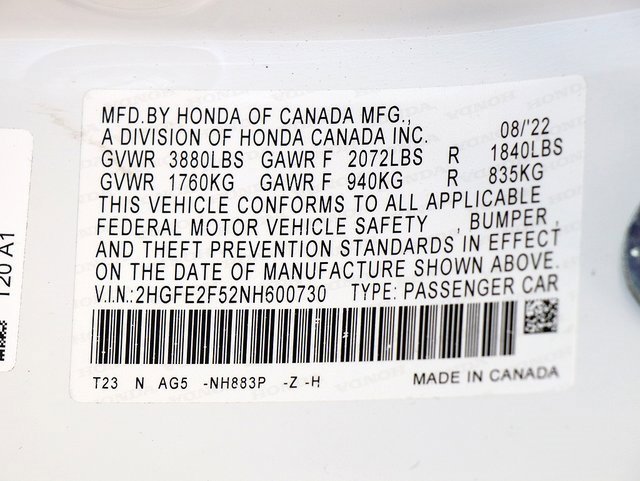 MFD.BY HONDA OF CANADA MFG.,
A DIVISION OF HONDA CANADA INC. 08/'22
GVWR 3880LBS GAWR F 2072LBS R 1840LBS
GVWR 1760KG GAWR F 940KG R 835KG
THIS VEHICLE CONFORMS TO ALL APPLICABLE
FEDERAL MOTOR VEHICLE SAFETY , BUMPER ,
AND THEFT PREVENTION STANDARDS IN EFFECT
ON THE DATE OF MANUFACTURE SHOWN ABOVE.
V.I.N.:2HGFE2F52NH600730 TYPE: PASSENGER CAR
T23 N AG5 -NH883P -Z -H MADE IN CANADA
T20 A1